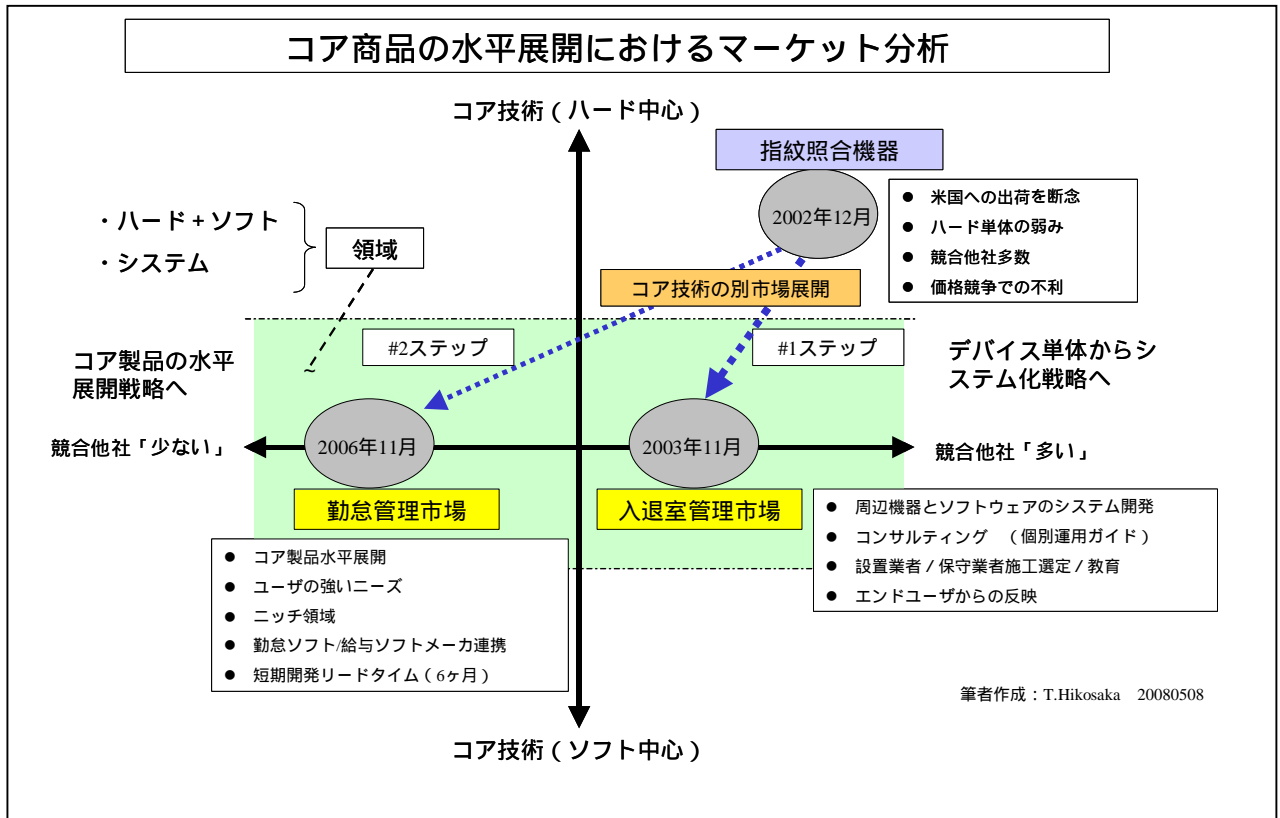 コア商品の水平展開におけるマーケット分析
コア技術（ハード中心）
指紋照合機器
2002年12月
● 米国への出荷を断念
● ハード単体の弱み
● 競合他社多数
● 価格競争での不利
・ハード＋ソフト
・システム
領域
コア技術の別市場展開
#2ステップ
#1ステップ
~
コア製品の水平
展開戦略へ
デバイス単体からシ
ステム化戦略へ
競合他社「少ない」
2006年11月
2003年11月
競合他社「多い」
勤怠管理市場
入退室管理市場
● コア製品水平展開
● ユーザの強いニーズ
● ニッチ領域
● 勤怠ソフト/給与ソフトメーカ連携
● 短期開発リードタイム（6ヶ月）
● 周辺機器とソフトウェアのシステム開発
● コンサルティング　（個別運用ガイド）
● 設置業者／保守業者施工選定／教育
● エンドユーザからの反映
筆者作成：T.Hikosaka　20080508
コア技術（ソフト中心）